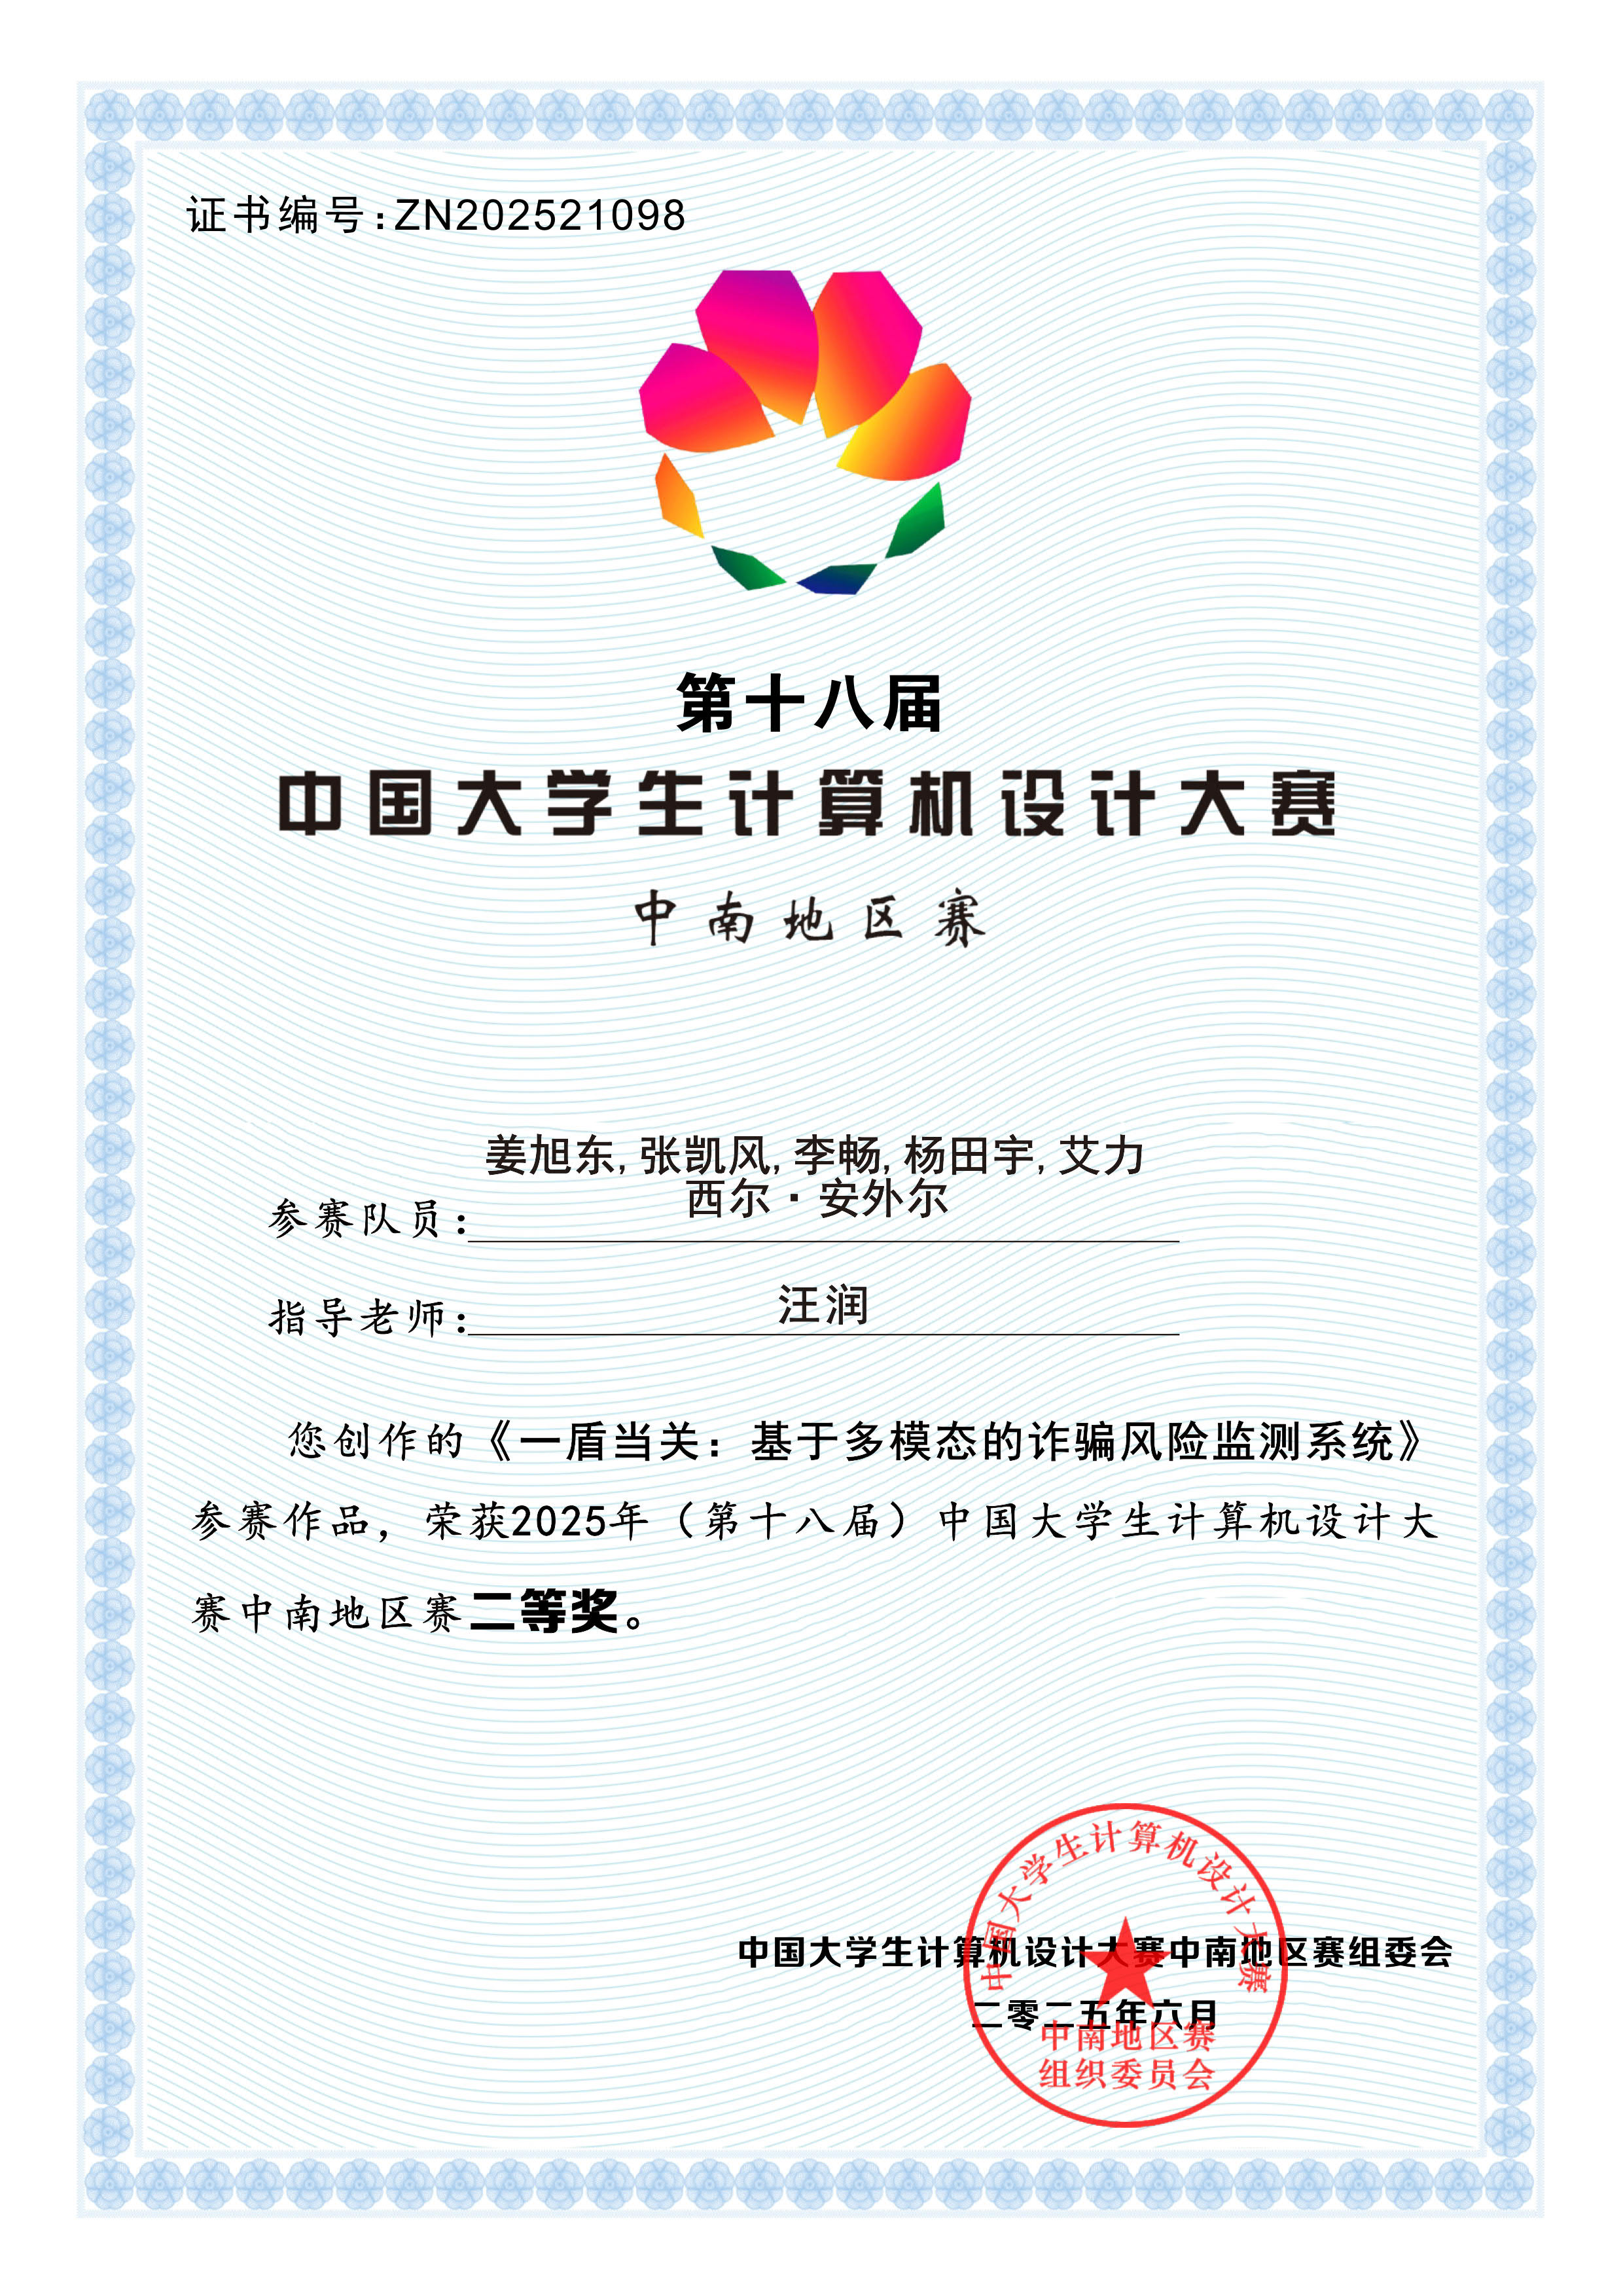 证书编号:ZN202521098
第十八届
中国大学生计算机设计大赛
中南地区赛
姜旭东,张凯风,李畅,杨田宇,艾力
西尔·安外尔
参赛队员:
汪润
指导老师:
您创作的《一盾当关：基于多模态的诈骗风险监测系统》
参赛作品，荣获2025年（第十八届）中国大学生计算机设计大
赛中南地区赛二等奖。
中国大学生计算机设计大赛
中国大学生计算机设计大赛中南地区赛组委会
二零二五年六月
中南地区赛
组织委员会